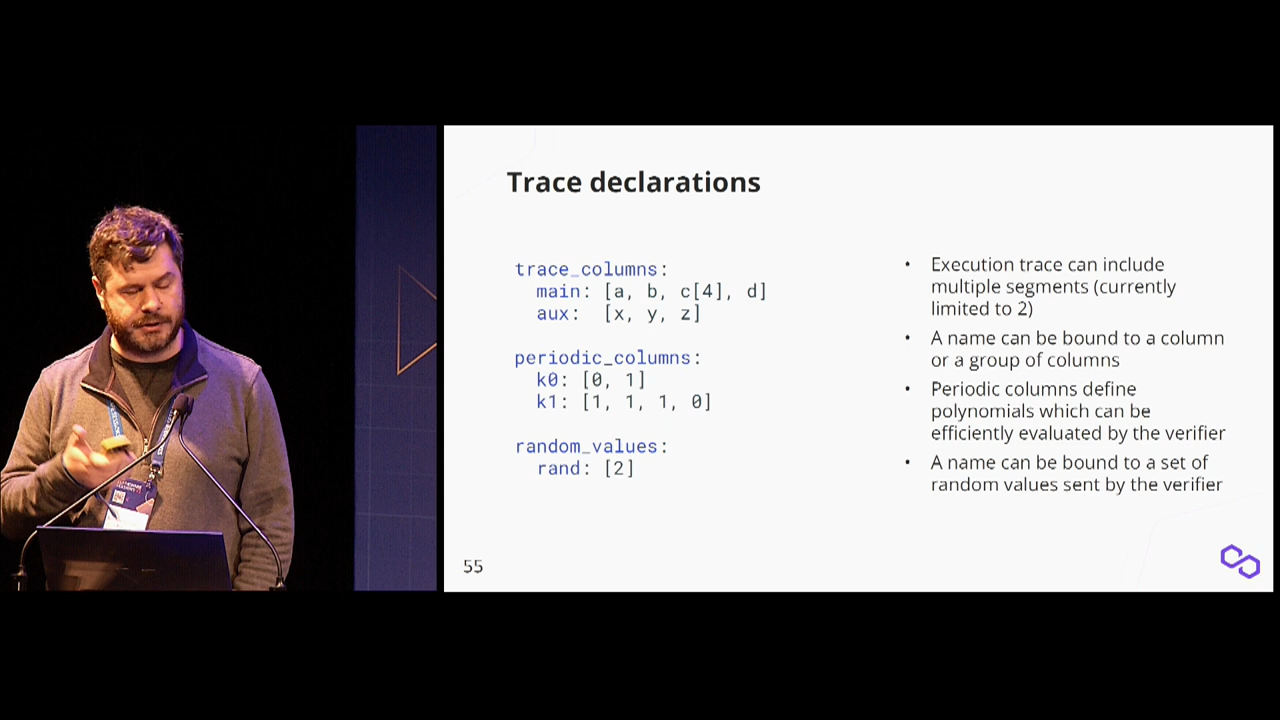 Trace declarations
trace_columns:
main: [a, b, c[4], d]
aux: [x, y, z]
periodic_columns:
k0: [0, 1]
k1: [1, 1, 1, 0]
random_values:
rand: [2]
• Execution trace can include
multiple segments (currently
limited to 2)
• A name can be bound to a column
or a group of columns
• Periodic columns define
polynomials which can be
efficiently evaluated by the verifier
• A name can be bound to a set of
random values sent by the verifier
55